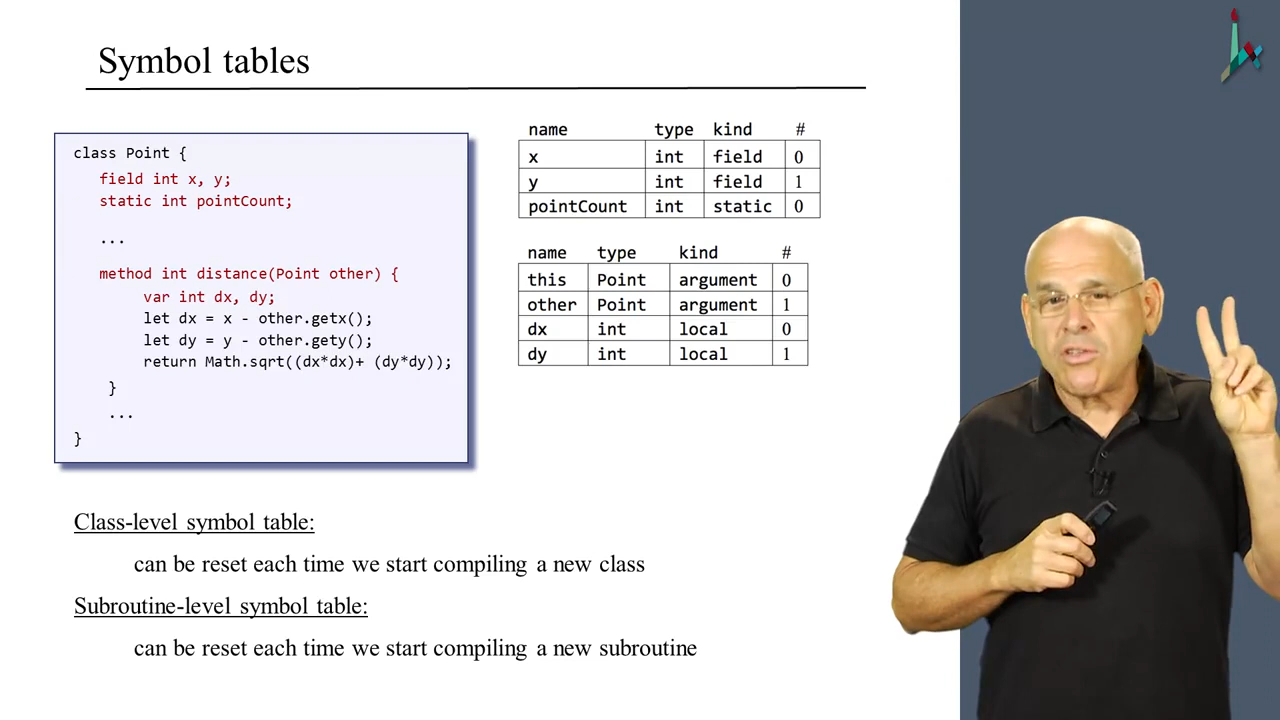 Symbol tables
class Point {
field int x, y;
static int pointCount;
...
method int distance(Point other) {
var int dx, dy;
let dx = x - other.getx();
let dy = y - other.gety();
return Math.sqrt((dx*dx)+ (dy*dy));
}
...
}
name type kind #
x int field 0
y int field 1
pointCount int static 0
name type kind #
this Point argument 0
other Point argument 1
dx int local 0
dy int local 1
Class-level symbol table:
can be reset each time we start compiling a new class
Subroutine-level symbol table:
can be reset each time we start compiling a new subroutine